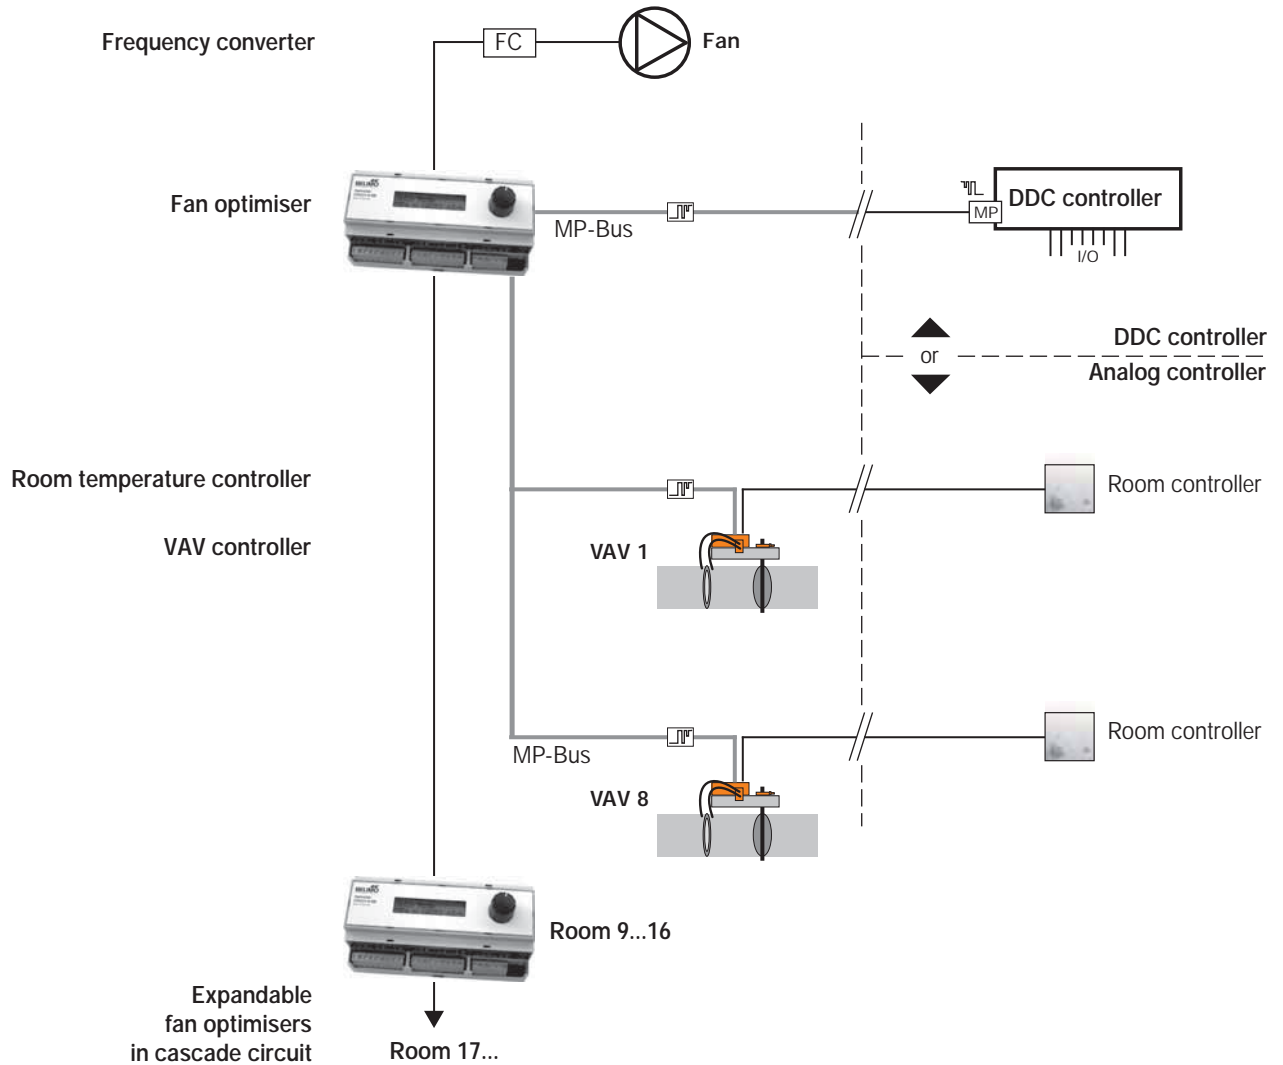 Frequency converter
FC
Fan
Fan optimiser
BELIMO
MP-Bus
MP
DDC controller
I/O
DDC controller
or
Analog controller
Room temperature controller
Room controller
VAV controller
VAV 1
Room controller
MP-Bus
VAV 8
BELIMO
Room 9...16
Expandable
fan optimisers
in cascade circuit
Room 17...